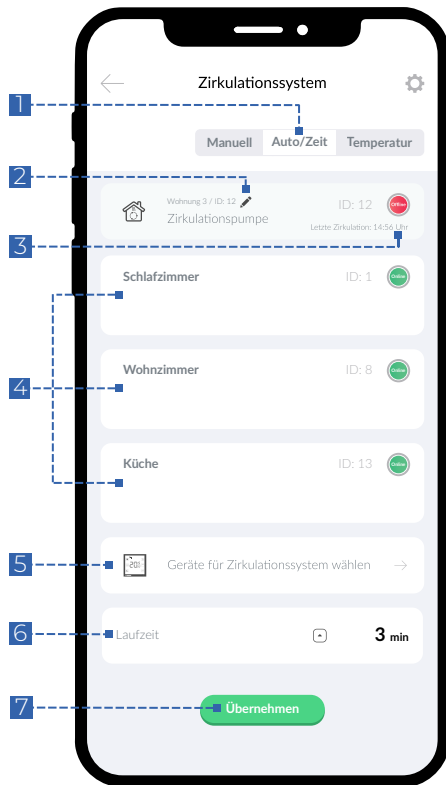 Zirkulationssystem
1
Manuell Auto/Zeit Temperatur
2
Wohnung 3 / ID: 12
ID: 12 Offline
Zirkulationspumpe
Letzte Zirkulation: 14:56 Uhr
3
Schlafzimmer ID: 1 Online
Wohnzimmer ID: 8 Online
4
Küche ID: 13 Online
5
Geräte für Zirkulationssystem wählen
6
Laufzeit 3 min
7
Übernehmen